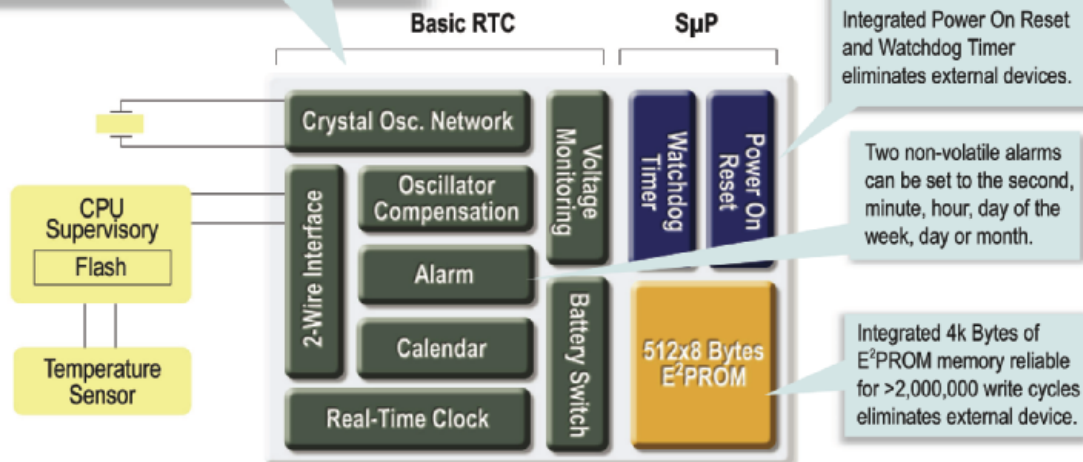 Basic RTC
SµP
Integrated Power On Reset
and Watchdog Timer
eliminates external devices.
Crystal Osc. Network
Voltage
Monitoring
Watchdog
Timer
Power On
Reset
Two non-volatile alarms
can be set to the second,
minute, hour, day of the
week, day or month.
CPU
Supervisory
Flash
2-Wire Interface
Oscillator
Compensation
Alarm
Calendar
Battery Switch
512x8 Bytes
E²PROM
Integrated 4k Bytes of
E²PROM memory reliable
for >2,000,000 write cycles
eliminates external device.
Temperature
Sensor
Real-Time Clock